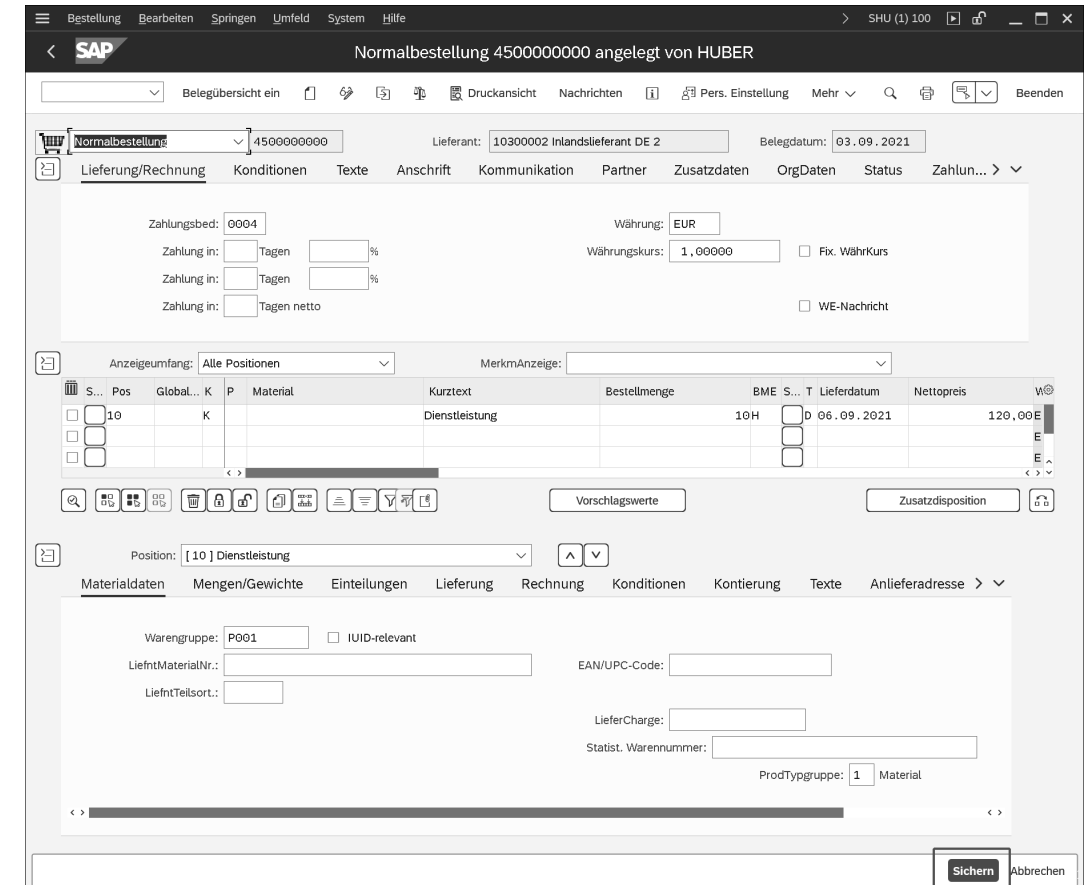 Bestellung Bearbeiten Springen Umfeld System Hilfe SHU (1) 100
SAP Normalbestellung 4500000000 angelegt von HUBER
Belegübersicht ein Druckansicht Nachrichten Pers. Einstellung Mehr Beenden
Normalbestellung 4500000000 Lieferant: 10300002 Inlandslieferant DE 2 Belegdatum: 03.09.2021
Lieferung/Rechnung Konditionen Texte Anschrift Kommunikation Partner Zusatzdaten OrgDaten Status Zahlun...
Zahlungsbed: 0004 Währung: EUR
Zahlung in: Tagen % Währungskurs: 1,00000 Fix. WährKurs
Zahlung in: Tagen %
Zahlung in: Tagen netto WE-Nachricht
Anzeigeumfang: Alle Positionen MerkmAnzeige:
S... Pos Global... K P Material Kurztext Bestellmenge BME S... T Lieferdatum Nettopreis
10 K Dienstleistung 10 H D 06.09.2021 120,00 E
E
E
Vorschlagswerte Zusatzdisposition
Position: [ 10 ] Dienstleistung
Materialdaten Mengen/Gewichte Einteilungen Lieferung Rechnung Konditionen Kontierung Texte Anlieferadresse
Warengruppe: P001 IUID-relevant
LiefntMaterialNr.: EAN/UPC-Code:
LiefntTeilsort.:
LieferCharge:
Statist. Warennummer:
ProdTypgruppe: 1 Material
Sichern Abbrechen